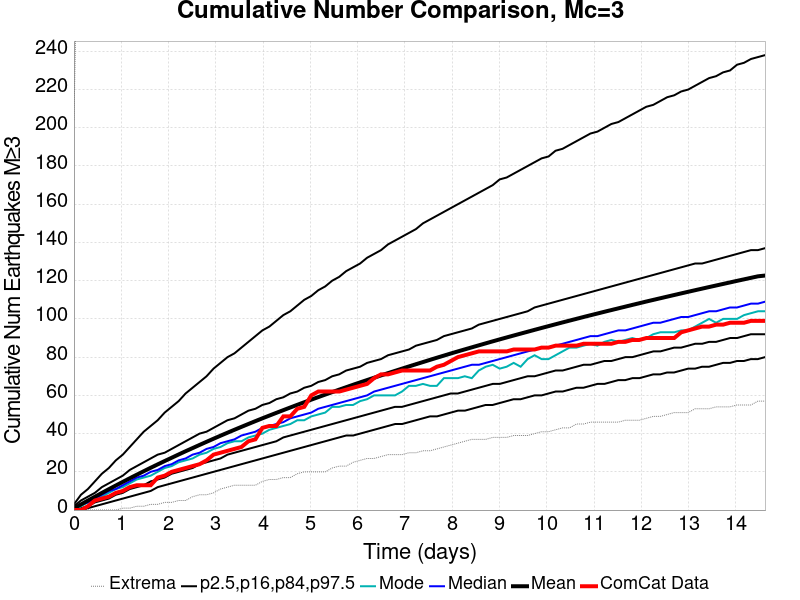 Cumulative Number Comparison, Mc=3
Cumulative Num Earthquakes M≥3
240
220
200
180
160
140
120
100
80
60
40
20
0
0 1 2 3 4 5 6 7 8 9 10 11 12 13 14
Time (days)
Extrema p2.5,p16,p84,p97.5 Mode Median Mean ComCat Data